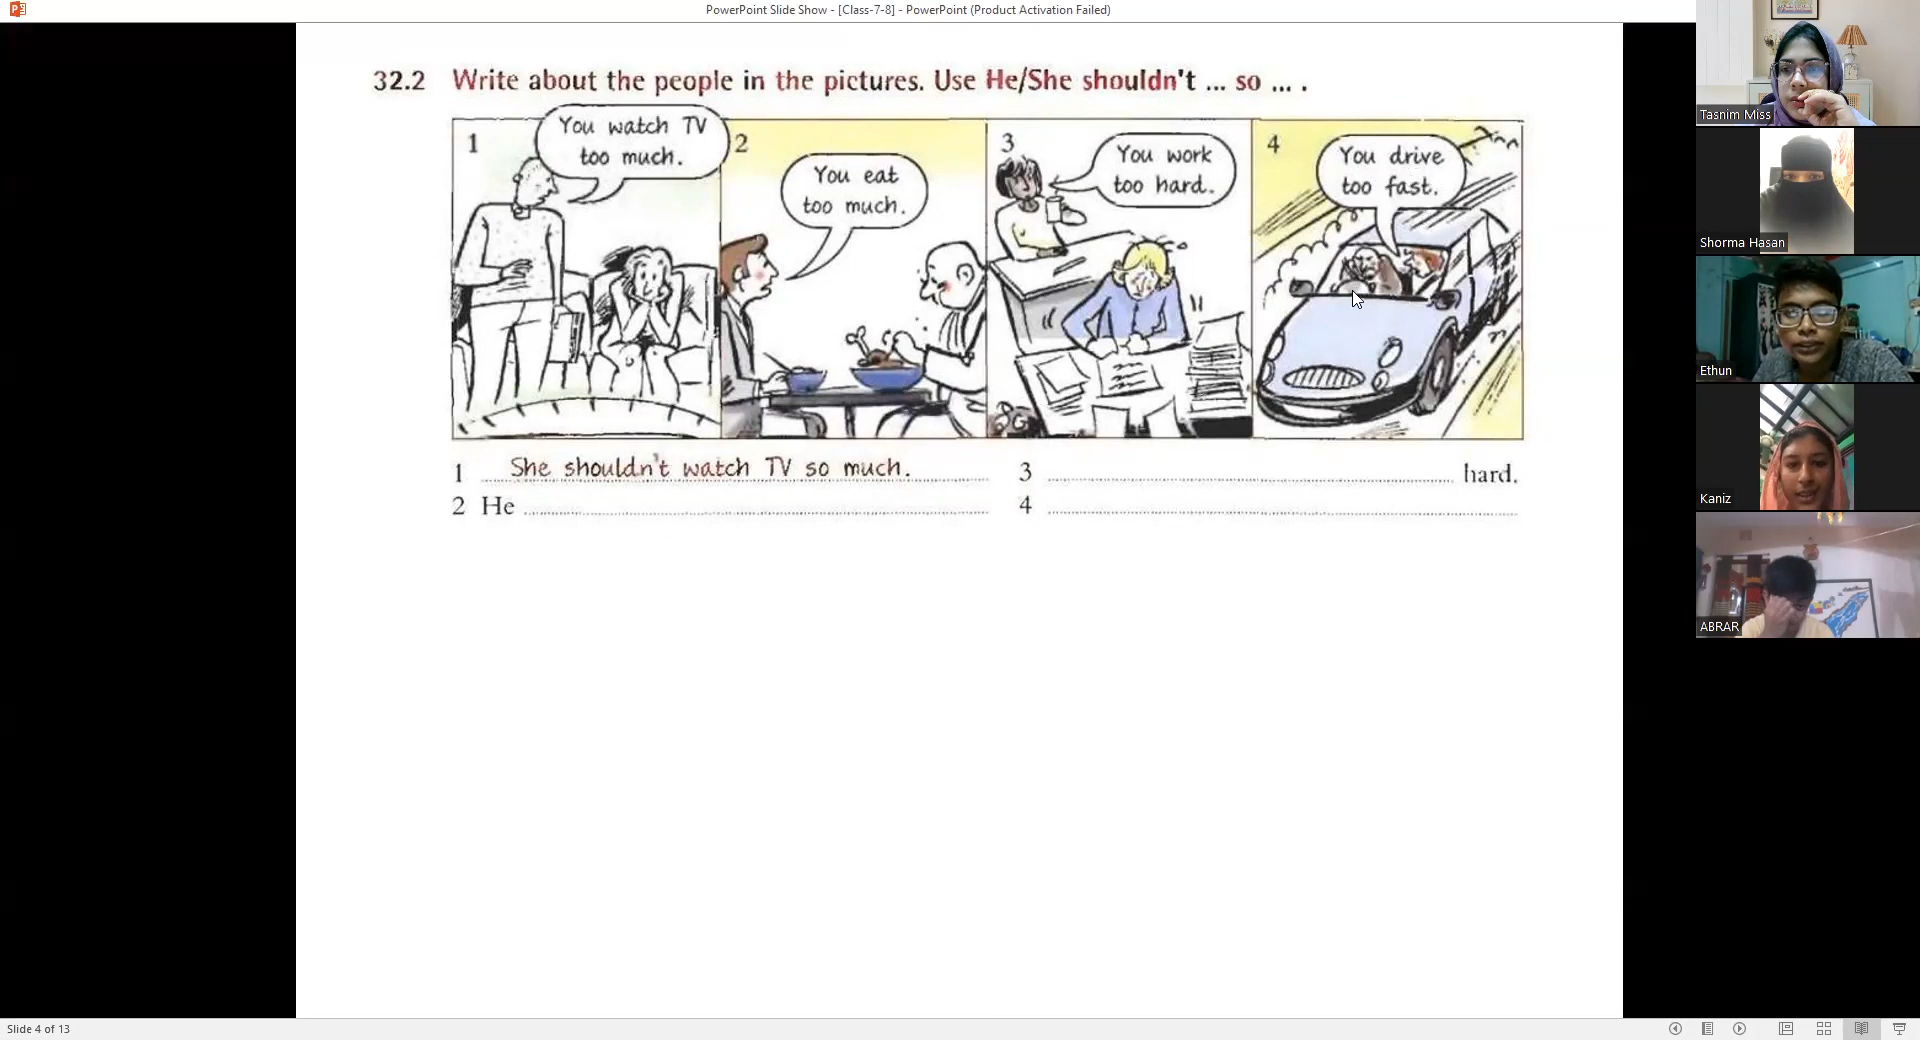 PowerPoint Slide Show - [Class-7-8] - PowerPoint (Product Activation Failed)
32.2 Write about the people in the pictures. Use He/She shouldn't ... so ... .
1
You watch TV
too much.
2
You eat
too much.
3
You work
too hard.
4
You drive
too fast.
1 She shouldn't watch TV so much.
2 He
3 hard.
4
Tasnim Miss
Shorma Hasan
Ethun
Kaniz
ABRAR
Slide 4 of 13